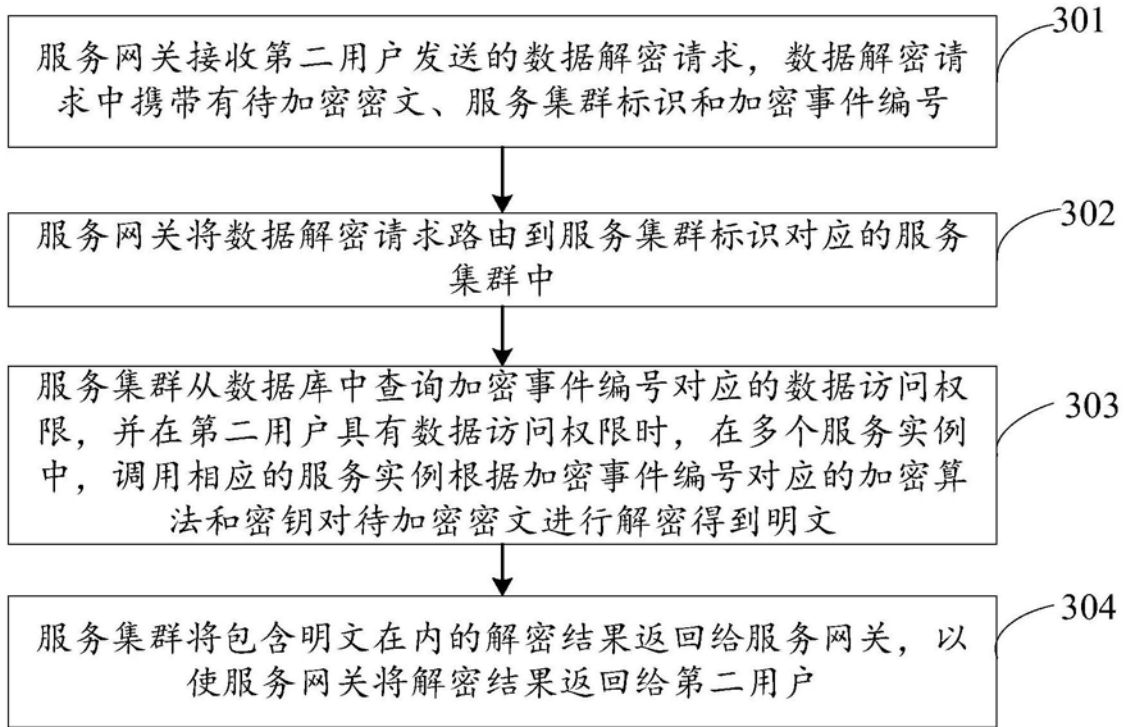 服务网关接收第二用户发送的数据解密请求，数据解密请
求中携带有待加密密文、服务集群标识和加密事件编号
301
服务网关将数据解密请求路由到服务集群标识对应的服务
集群中
302
服务集群从数据库中查询加密事件编号对应的数据访问权
限，并在第二用户具有数据访问权限时，在多个服务实例
中，调用相应的服务实例根据加密事件编号对应的加密算
法和密钥对待加密密文进行解密得到明文
303
服务集群将包含明文在内的解密结果返回给服务网关，以
使服务网关将解密结果返回给第二用户
304